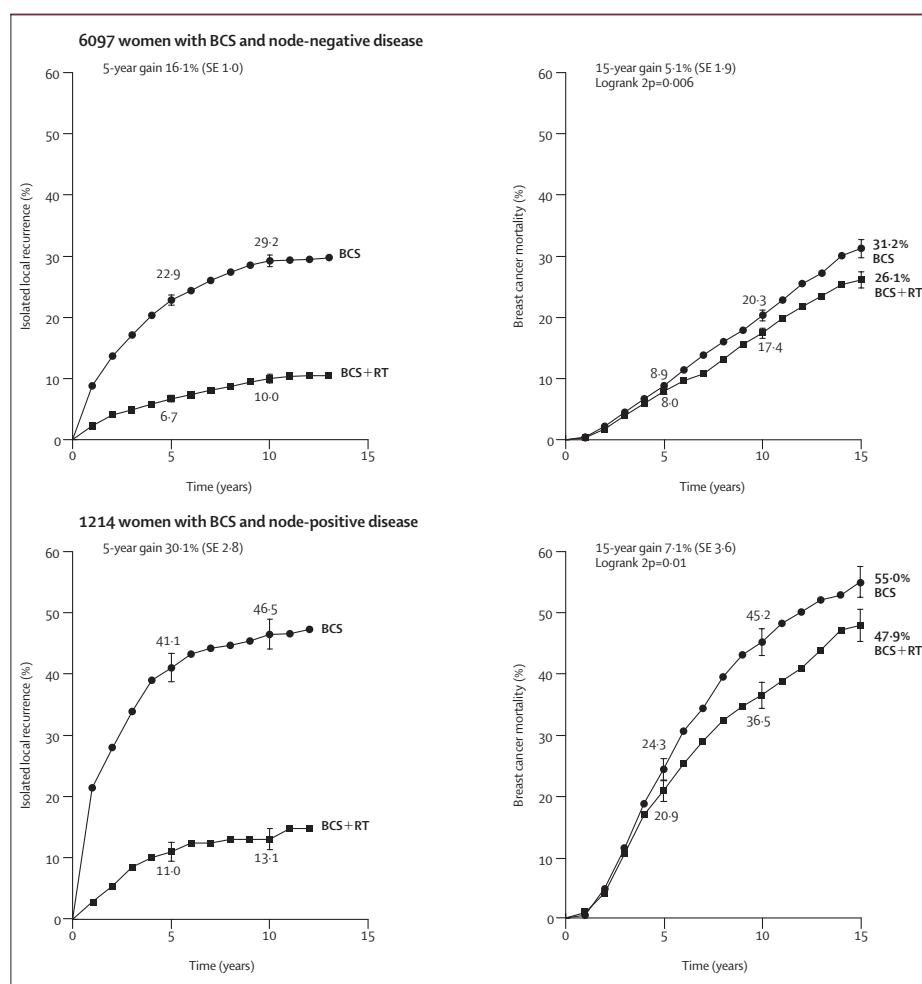 6097 women with BCS and node-negative disease
5-year gain 16·1% (SE 1·0)
60
50
40
30
20
10
0
Isolated local recurrence (%)
22·9
29·2
BCS
6·7
10·0
BCS+RT
0
5
10
15
Time (years)
15-year gain 5·1% (SE 1·9)
Logrank 2p=0·006
60
50
40
30
20
10
0
Breast cancer mortality (%)
8·9
20·3
31·2%
BCS
26·1%
BCS+RT
8·0
17·4
0
5
10
15
Time (years)
1214 women with BCS and node-positive disease
5-year gain 30·1% (SE 2·8)
60
50
40
30
20
10
0
Isolated local recurrence (%)
41·1
46·5
BCS
11·0
13·1
BCS+RT
0
5
10
15
Time (years)
15-year gain 7·1% (SE 3·6)
Logrank 2p=0·01
60
50
40
30
20
10
0
Breast cancer mortality (%)
24·3
45·2
55·0%
BCS
47·9%
BCS+RT
20·9
36·5
0
5
10
15
Time (years)